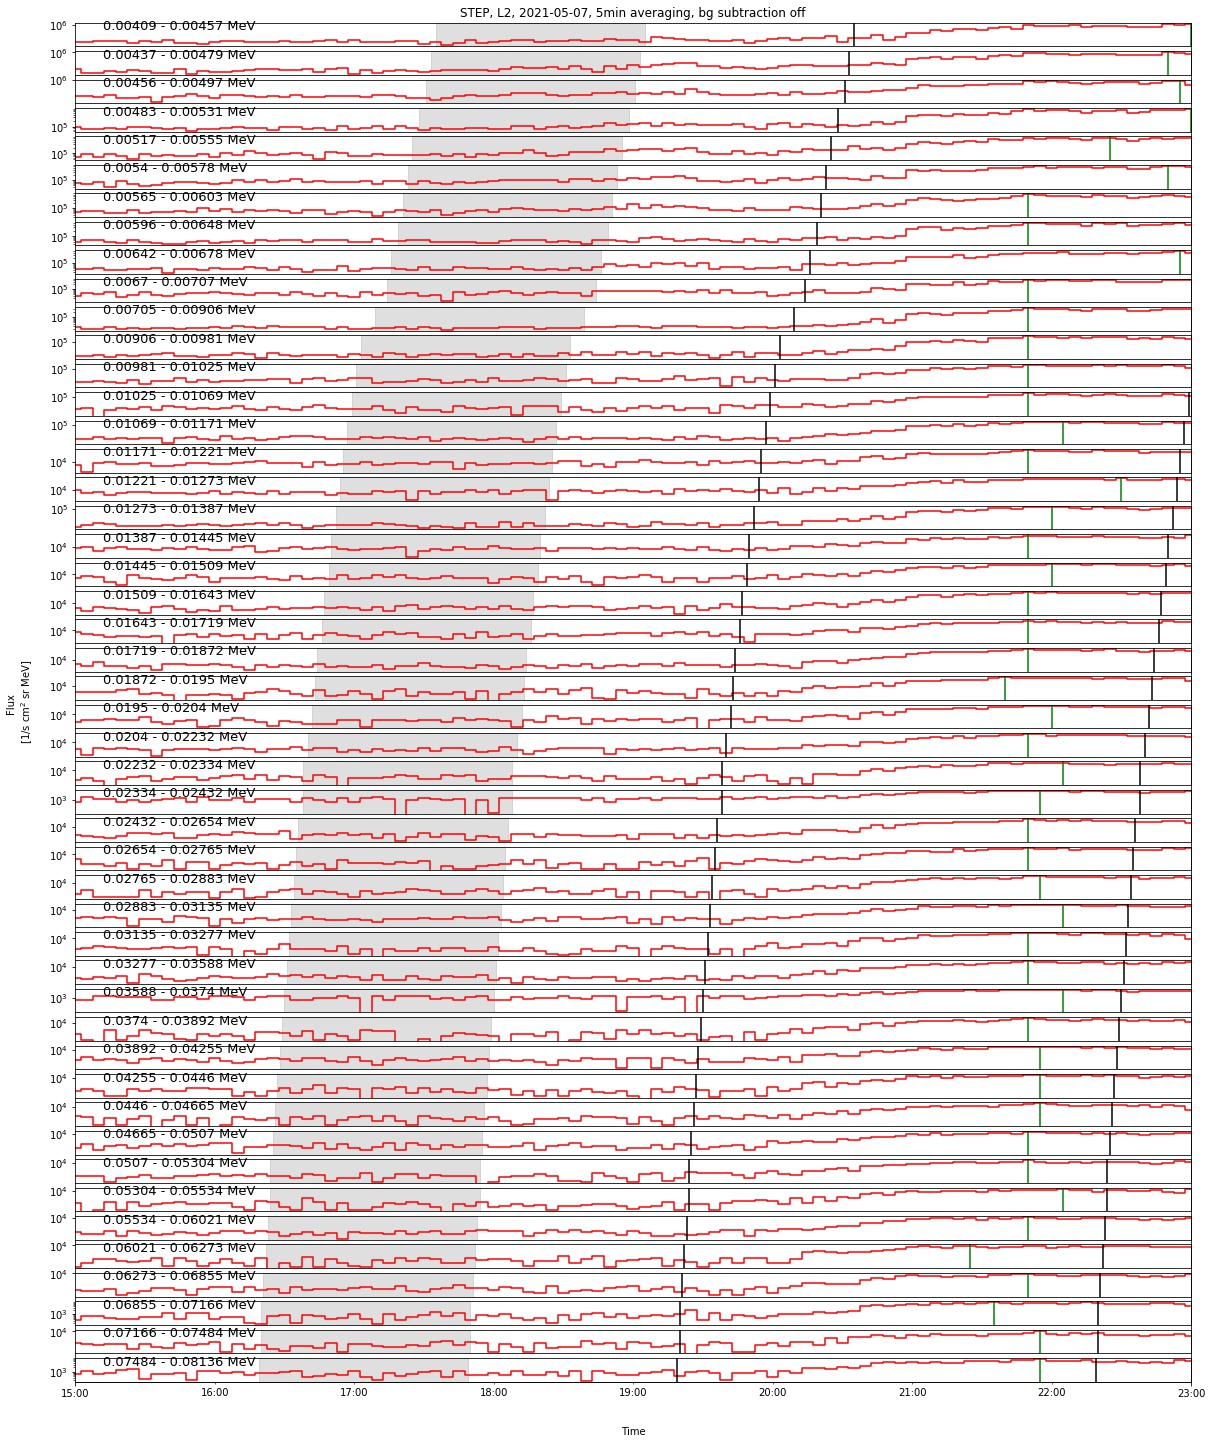 STEP, L2, 2021-05-07, 5min averaging, bg subtraction off
10⁶ 0.00409 - 0.00457 MeV
10⁶ 0.00437 - 0.00479 MeV
10⁶ 0.00456 - 0.00497 MeV
10⁵ 0.00483 - 0.00531 MeV
10⁵ 0.00517 - 0.00555 MeV
10⁵ 0.0054 - 0.00578 MeV
10⁵ 0.00565 - 0.00603 MeV
10⁵ 0.00596 - 0.00648 MeV
10⁵ 0.00642 - 0.00678 MeV
10⁵ 0.0067 - 0.00707 MeV
10⁵ 0.00705 - 0.00906 MeV
10⁵ 0.00906 - 0.00981 MeV
10⁵ 0.00981 - 0.01025 MeV
10⁵ 0.01025 - 0.01069 MeV
10⁵ 0.01069 - 0.01171 MeV
10⁴ 0.01171 - 0.01221 MeV
10⁴ 0.01221 - 0.01273 MeV
10⁵ 0.01273 - 0.01387 MeV
10⁴ 0.01387 - 0.01445 MeV
10⁴ 0.01445 - 0.01509 MeV
10⁴ 0.01509 - 0.01643 MeV
10⁴ 0.01643 - 0.01719 MeV
10⁴ 0.01719 - 0.01872 MeV
10⁴ 0.01872 - 0.0195 MeV
10⁴ 0.0195 - 0.0204 MeV
10⁴ 0.0204 - 0.02232 MeV
10⁴ 0.02232 - 0.02334 MeV
10³ 0.02334 - 0.02432 MeV
10⁴ 0.02432 - 0.02654 MeV
10⁴ 0.02654 - 0.02765 MeV
10⁴ 0.02765 - 0.02883 MeV
10⁴ 0.02883 - 0.03135 MeV
10⁴ 0.03135 - 0.03277 MeV
10⁴ 0.03277 - 0.03588 MeV
10³ 0.03588 - 0.0374 MeV
10⁴ 0.0374 - 0.03892 MeV
10⁴ 0.03892 - 0.04255 MeV
10⁴ 0.04255 - 0.0446 MeV
10⁴ 0.0446 - 0.04665 MeV
10⁴ 0.04665 - 0.0507 MeV
10⁴ 0.0507 - 0.05304 MeV
10⁴ 0.05304 - 0.05534 MeV
10⁴ 0.05534 - 0.06021 MeV
10⁴ 0.06021 - 0.06273 MeV
10⁴ 0.06273 - 0.06855 MeV
10³ 0.06855 - 0.07166 MeV
10⁴ 0.07166 - 0.07484 MeV
10³ 0.07484 - 0.08136 MeV
Flux
[1/s cm² sr MeV]
15:00 16:00 17:00 18:00 19:00 20:00 21:00 22:00 23:00
Time